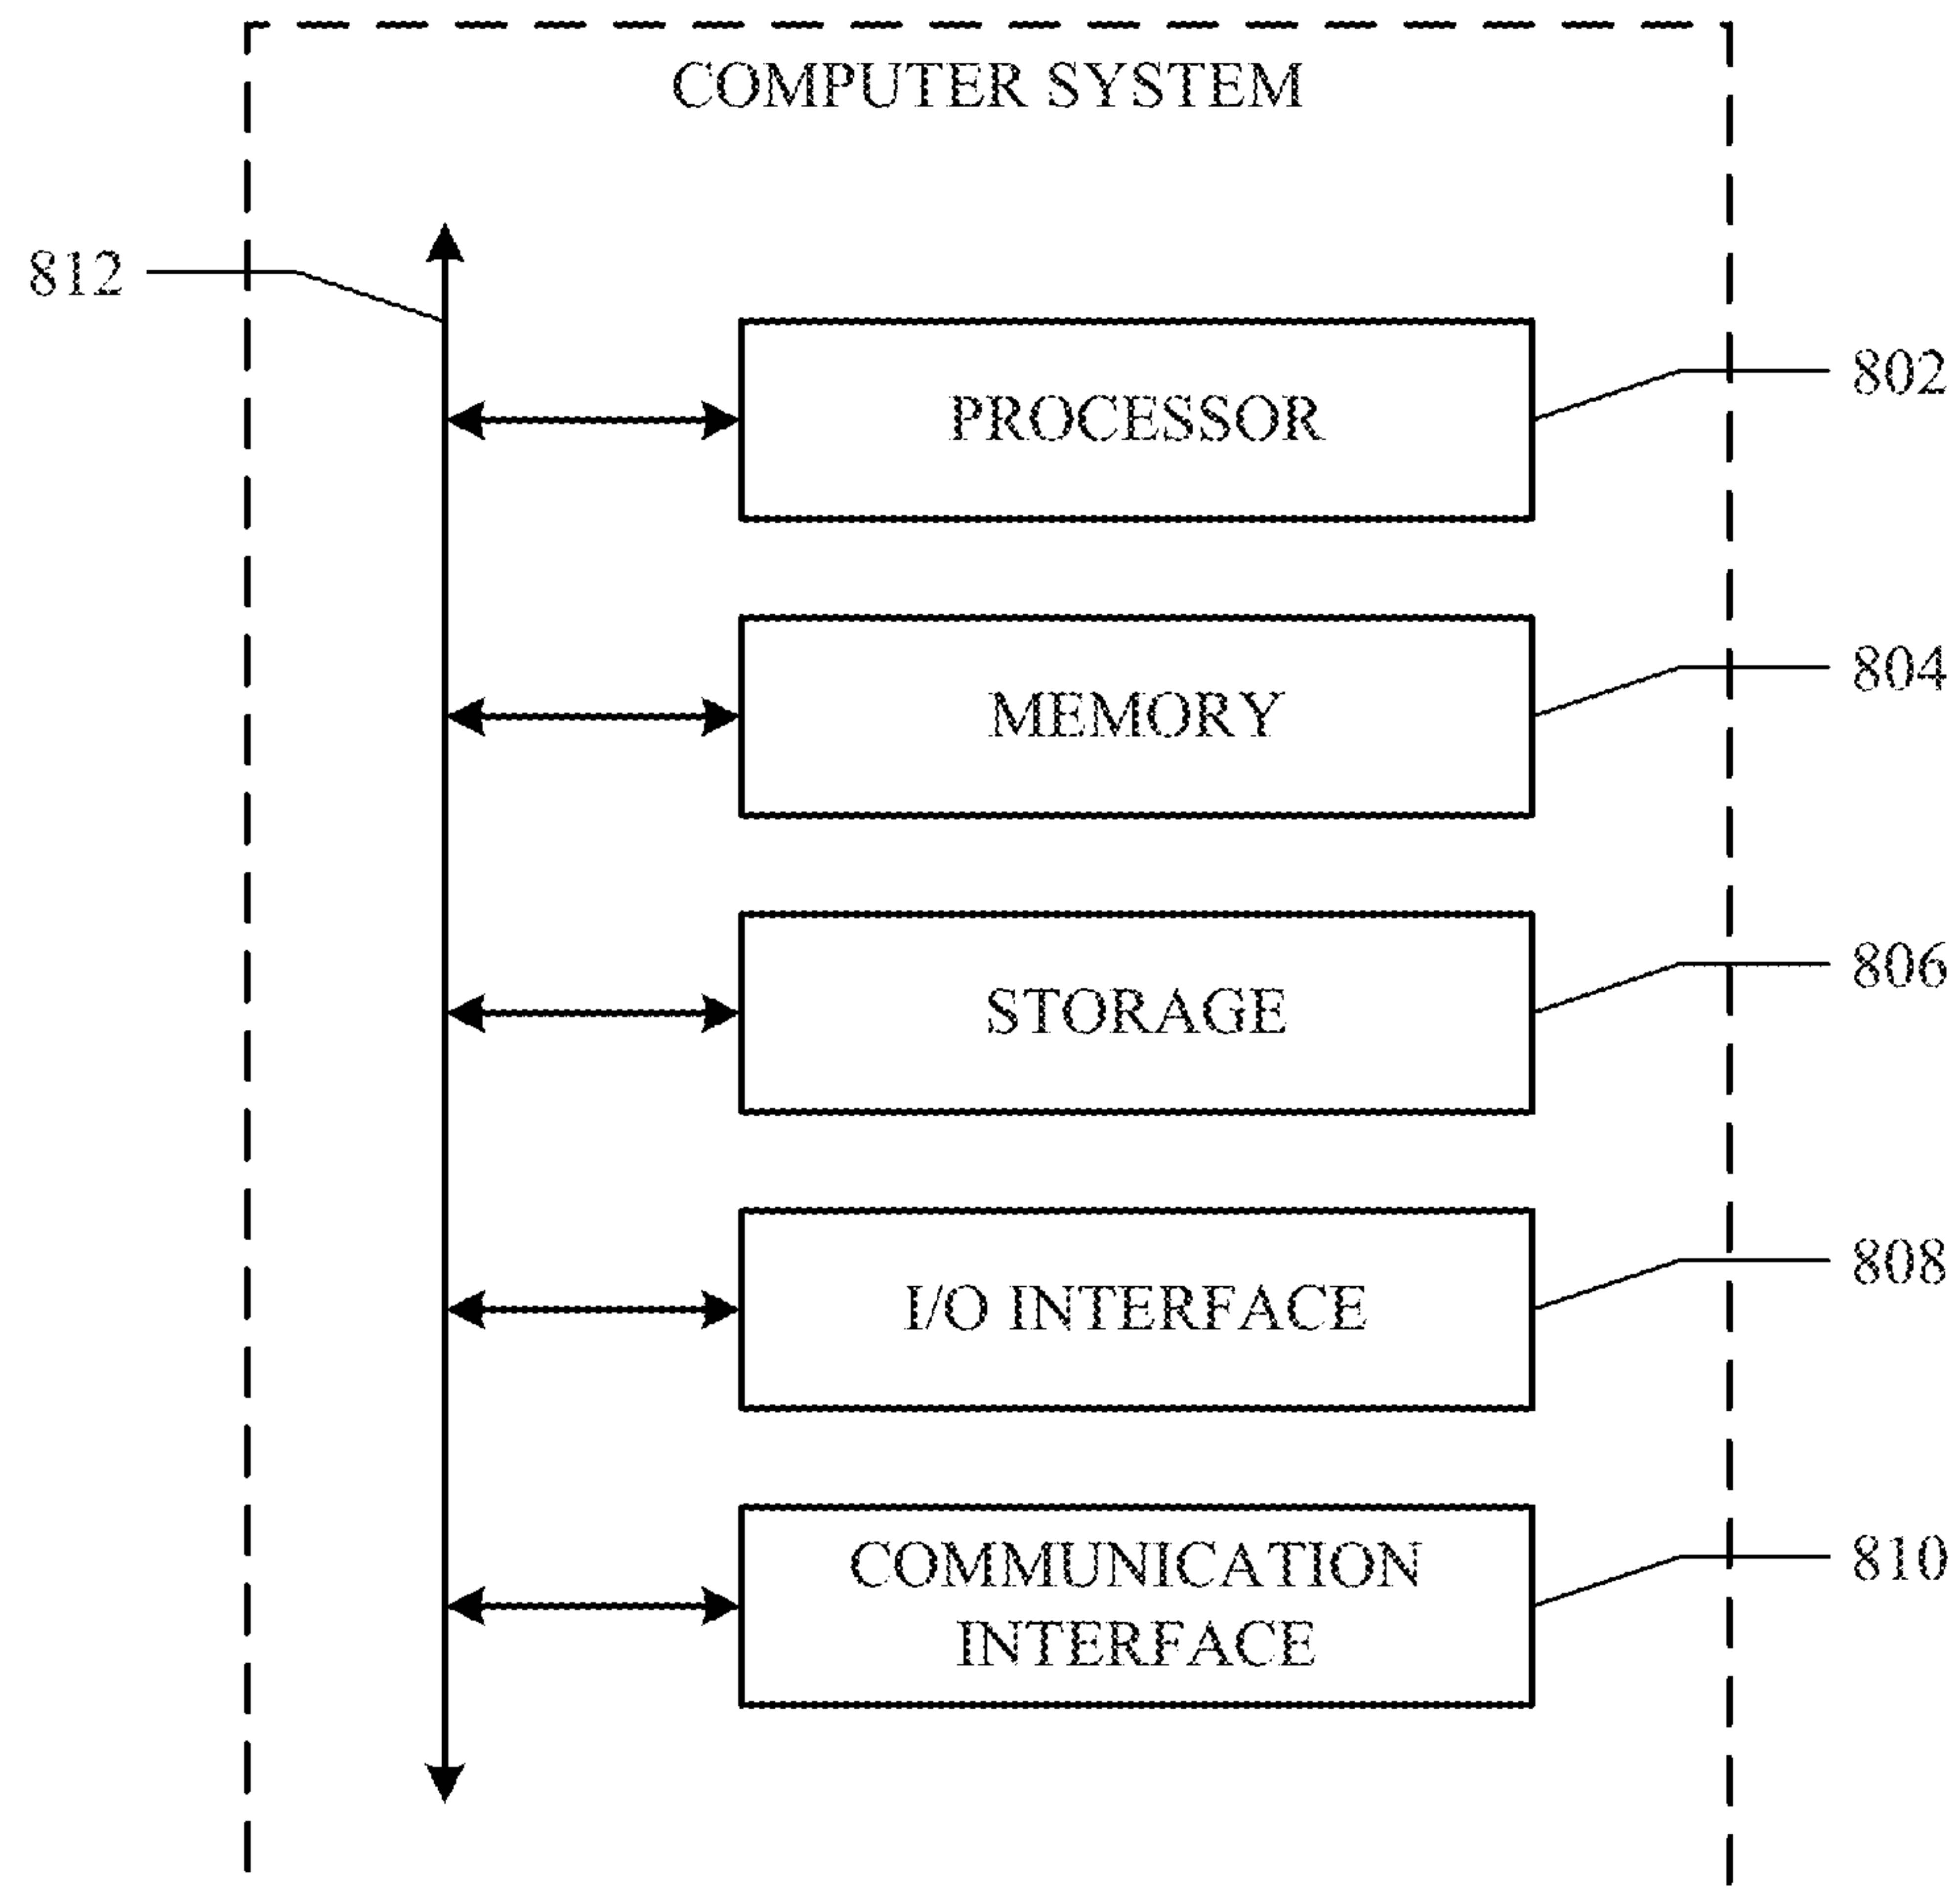 COMPUTER SYSTEM
812
PROCESSOR
802
MEMORY
804
STORAGE
806
I/O INTERFACE
808
COMMUNICATION
INTERFACE
810